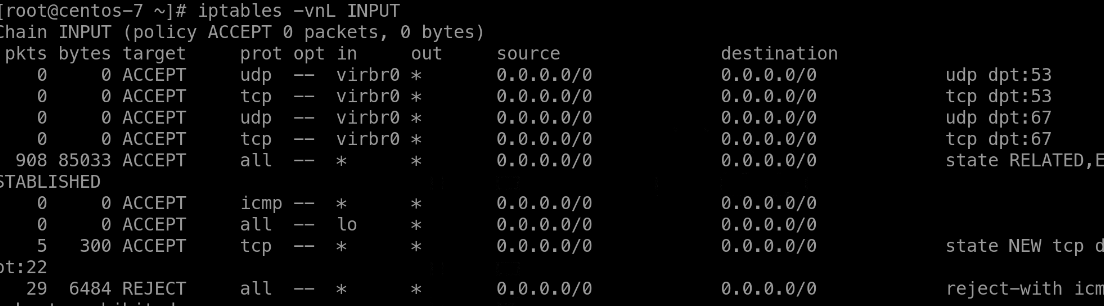 [root@centos-7 ~]# iptables -vnL INPUT
Chain INPUT (policy ACCEPT 0 packets, 0 bytes)
pkts bytes target prot opt in out source destination
0 0 ACCEPT udp -- virbr0 * 0.0.0.0/0 0.0.0.0/0 udp dpt:53
0 0 ACCEPT tcp -- virbr0 * 0.0.0.0/0 0.0.0.0/0 tcp dpt:53
0 0 ACCEPT udp -- virbr0 * 0.0.0.0/0 0.0.0.0/0 udp dpt:67
0 0 ACCEPT tcp -- virbr0 * 0.0.0.0/0 0.0.0.0/0 tcp dpt:67
908 85033 ACCEPT all -- * * 0.0.0.0/0 0.0.0.0/0 state RELATED,E
STABLISHED
0 0 ACCEPT icmp -- * * 0.0.0.0/0 0.0.0.0/0
0 0 ACCEPT all -- lo * 0.0.0.0/0 0.0.0.0/0
5 300 ACCEPT tcp -- * * 0.0.0.0/0 0.0.0.0/0 state NEW tcp d
pt:22
29 6484 REJECT all -- * * 0.0.0.0/0 0.0.0.0/0 reject-with icm